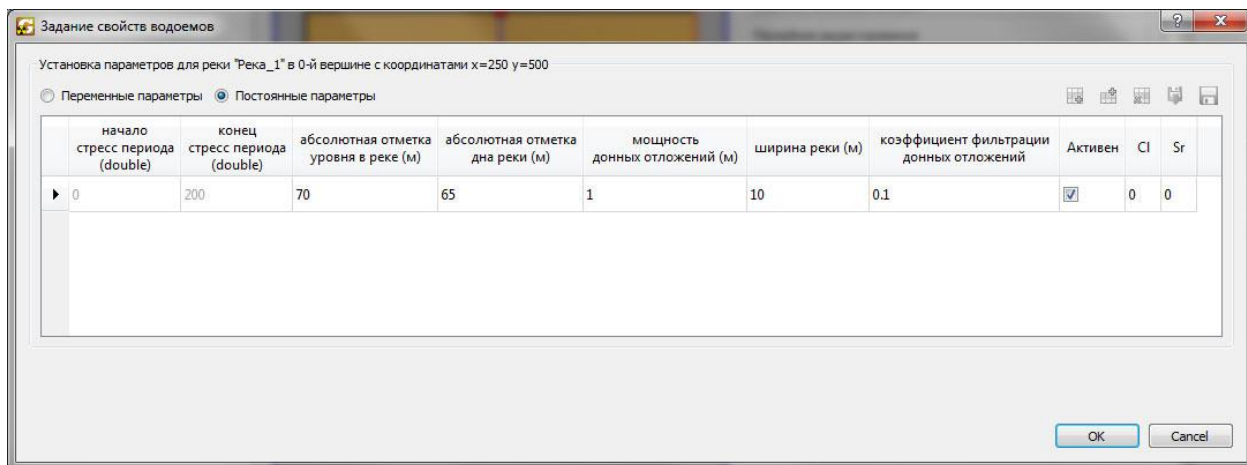 Задание свойств водоемов
Установка параметров для реки "Река_1" в 0-й вершине с координатами x=250 y=500
Переменные параметры Постоянные параметры
начало стресс периода (double) конец стресс периода (double) абсолютная отметка уровня в реке (м) абсолютная отметка дна реки (м) мощность донных отложений (м) ширина реки (м) коэффициент фильтрации донных отложений Активен Cl Sr
0 200 70 65 1 10 0.1 0 0
OK Cancel